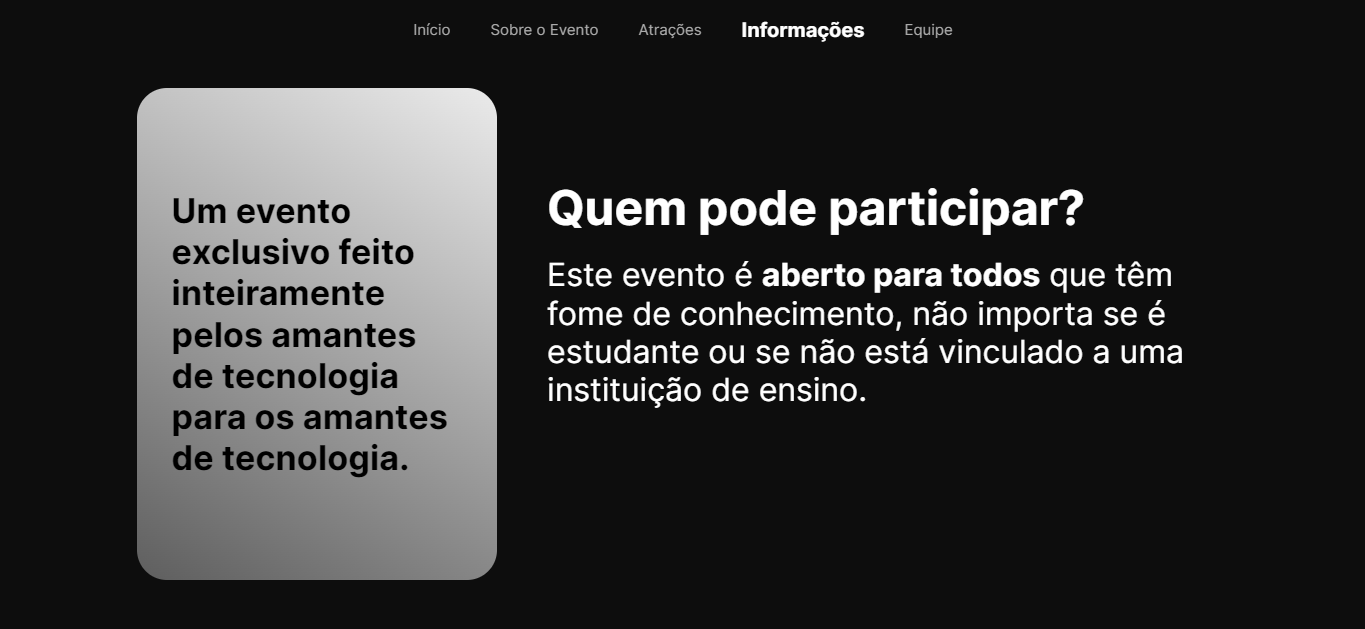 Início Sobre o Evento Atrações Informações Equipe
Um evento
exclusivo feito
inteiramente
pelos amantes
de tecnologia
para os amantes
de tecnologia.
Quem pode participar?
Este evento é aberto para todos que têm
fome de conhecimento, não importa se é
estudante ou se não está vinculado a uma
instituição de ensino.